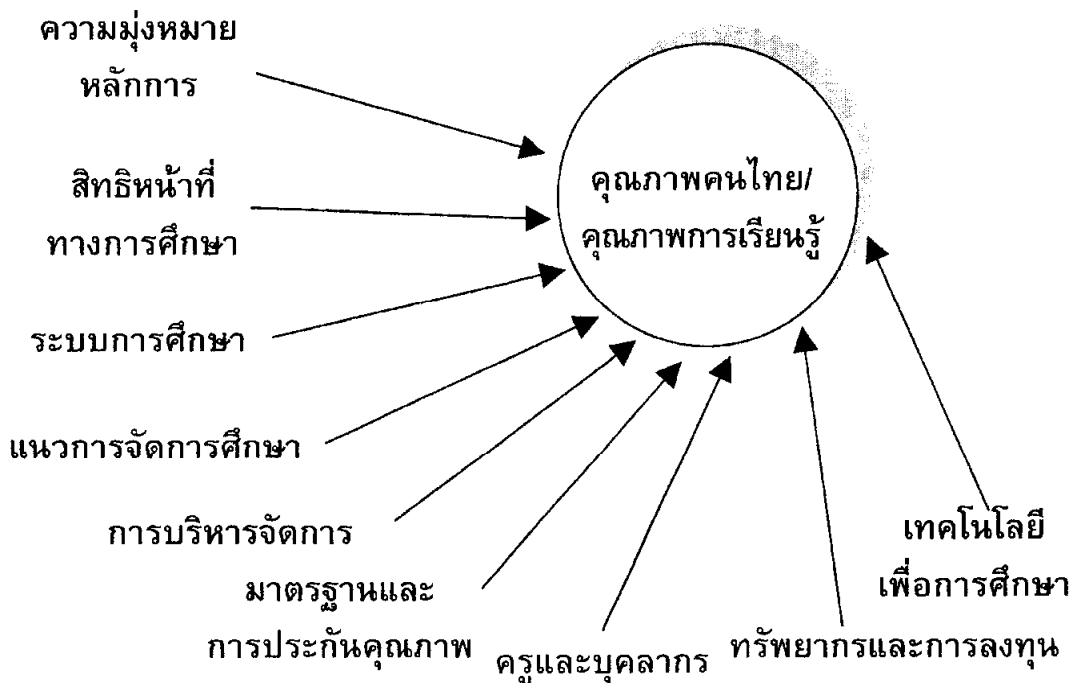 ความมุ่งหมาย
หลักการ
สิทธิหน้าที่
ทางการศึกษา
ระบบการศึกษา
แนวการจัดการศึกษา
การบริหารจัดการ
มาตรฐานและ
การประกันคุณภาพ
ครูและบุคลากร
ทรัพยากรและการลงทุน
เทคโนโลยี
เพื่อการศึกษา
คุณภาพคนไทย/
คุณภาพการเรียนรู้